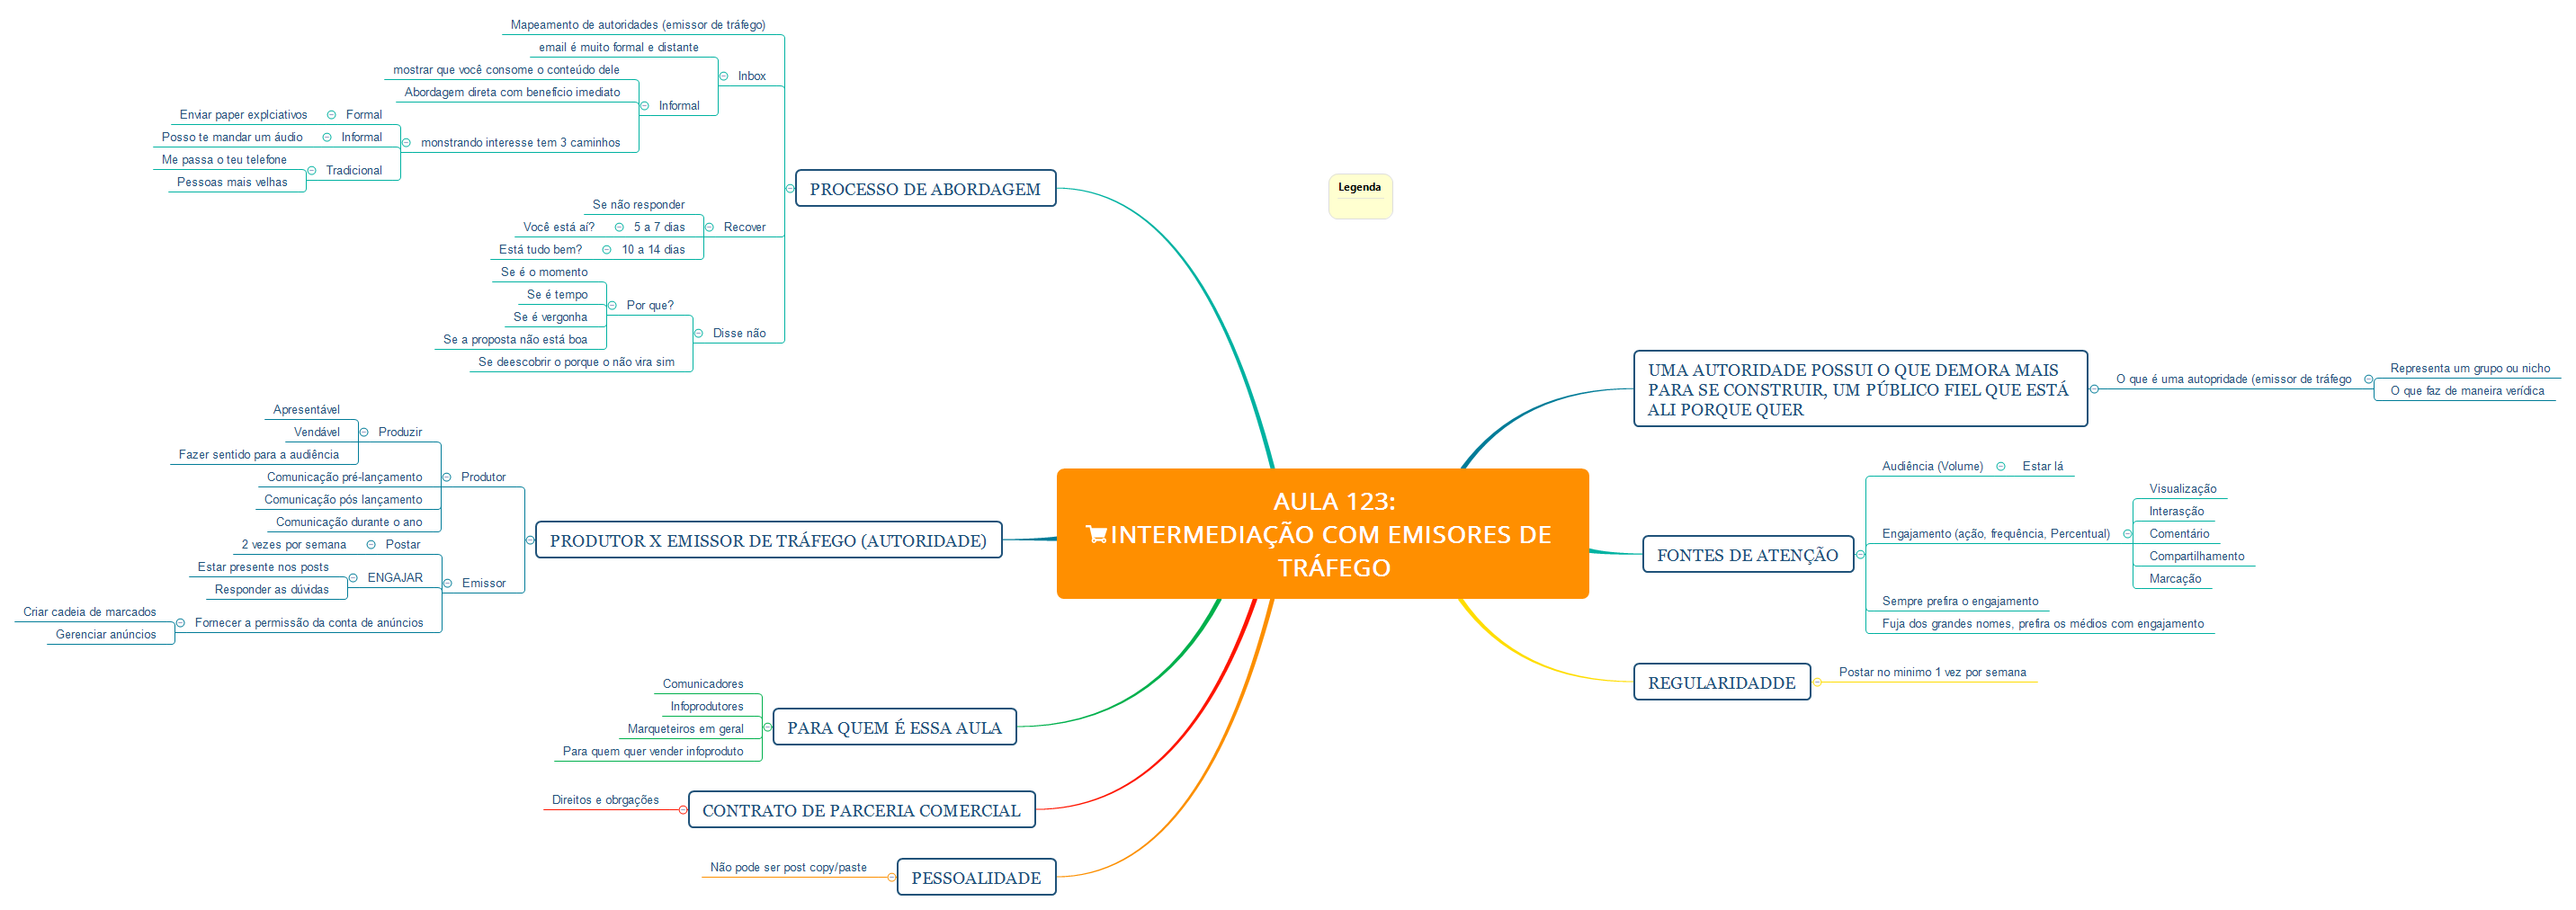 AULA 123:
INTERMEDIAÇÃO COM EMISORES DE
TRÁFEGO
Legenda
UMA AUTORIDADE POSSUI O QUE DEMORA MAIS
PARA SE CONSTRUIR, UM PÚBLICO FIEL QUE ESTÁ
ALI PORQUE QUER
O que é uma autopridade (emissor de tráfego
Representa um grupo ou nicho
O que faz de maneira verídica
FONTES DE ATENÇÃO
Audiência (Volume)
Estar lá
Engajamento (ação, frequência, Percentual)
Visualização
Interasção
Comentário
Compartilhamento
Marcação
Sempre prefira o engajamento
Fuja dos grandes nomes, prefira os médios com engajamento
REGULARIDADDE
Postar no minimo 1 vez por semana
PROCESSO DE ABORDAGEM
Mapeamento de autoridades (emissor de tráfego)
Inbox
email é muito formal e distante
Informal
mostrar que você consome o conteúdo dele
Abordagem direta com benefício imediato
monstrando interesse tem 3 caminhos
Formal
Enviar paper explciativos
Informal
Posso te mandar um áudio
Tradicional
Me passa o teu telefone
Pessoas mais velhas
Recover
Se não responder
5 a 7 dias
Você está aí?
10 a 14 dias
Está tudo bem?
Disse não
Por que?
Se é o momento
Se é tempo
Se é vergonha
Se a proposta não está boa
Se deescobrir o porque o não vira sim
PRODUTOR X EMISSOR DE TRÁFEGO (AUTORIDADE)
Produtor
Produzir
Apresentável
Vendável
Fazer sentido para a audiência
Comunicação pré-lançamento
Comunicação pós lançamento
Comunicação durante o ano
Emissor
Postar
2 vezes por semana
ENGAJAR
Estar presente nos posts
Responder as dúvidas
Fornecer a permissão da conta de anúncios
Criar cadeia de marcados
Gerenciar anúncios
PARA QUEM É ESSA AULA
Comunicadores
Infoprodutores
Marqueteiros em geral
Para quem quer vender infoproduto
CONTRATO DE PARCERIA COMERCIAL
Direitos e obrgações
PESSOALIDADE
Não pode ser post copy/paste